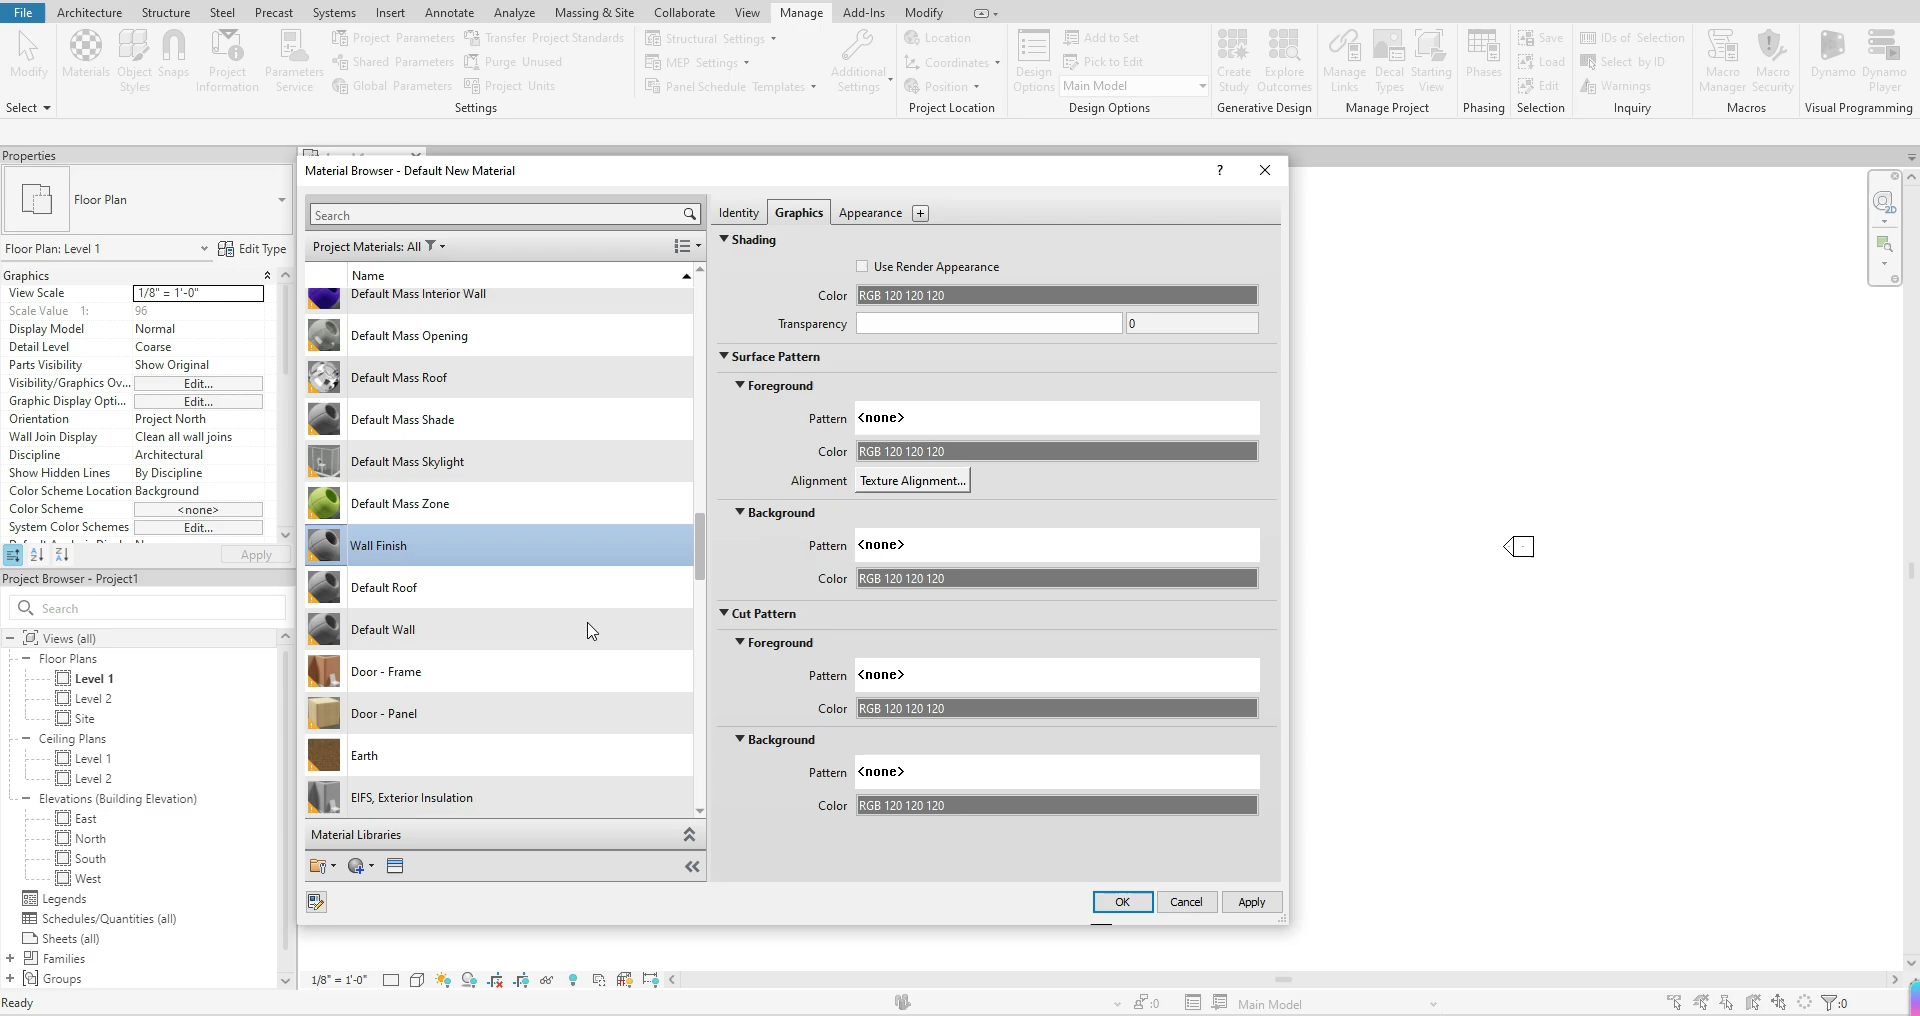 File Architecture Structure Steel Precast Systems Insert Annotate Analyze Massing & Site Collaborate View Manage Add-Ins Modify
Modify
Materials
Object Styles
Snaps
Project Information
Parameters Service
Project Parameters
Shared Parameters
Global Parameters
Transfer Project Standards
Purge Unused
Project Units
Structural Settings
MEP Settings
Panel Schedule Templates
Additional Settings
Location
Coordinates
Position
Design Options
Add to Set
Pick to Edit
Main Model
Create Study
Explore Outcomes
Manage Links
Decal Types
Starting View
Phases
Save
Load
Edit
IDs of Selection
Select by ID
Warnings
Macro Manager
Macro Security
Dynamo
Dynamo Player
Select Settings Project Location Design Options Generative Design Manage Project Phasing Selection Inquiry Macros Visual Programming
Properties
Floor Plan
Floor Plan: Level 1
Edit Type
Graphics
View Scale 1/8" = 1'-0"
Scale Value 1: 96
Display Model Normal
Detail Level Coarse
Parts Visibility Show Original
Visibility/Graphics Ov... Edit...
Graphic Display Opti... Edit...
Orientation Project North
Wall Join Display Clean all wall joins
Discipline Architectural
Show Hidden Lines By Discipline
Color Scheme Location Background
Color Scheme <none>
System Color Schemes Edit...
Apply
Project Browser - Project1
Search
Views (all)
Floor Plans
Level 1
Level 2
Site
Ceiling Plans
Level 1
Level 2
Elevations (Building Elevation)
East
North
South
West
Legends
Schedules/Quantities (all)
Sheets (all)
Families
Groups
Material Browser - Default New Material
?
Search
Project Materials: All
Name
Default Mass Interior Wall
Default Mass Opening
Default Mass Roof
Default Mass Shade
Default Mass Skylight
Default Mass Zone
Wall Finish
Default Roof
Default Wall
Door - Frame
Door - Panel
Earth
EIFS, Exterior Insulation
Material Libraries
Identity Graphics Appearance
Shading
Use Render Appearance
Color RGB 120 120 120
Transparency 0
Surface Pattern
Foreground
Pattern <none>
Color RGB 120 120 120
Alignment Texture Alignment...
Background
Pattern <none>
Color RGB 120 120 120
Cut Pattern
Foreground
Pattern <none>
Color RGB 120 120 120
Background
Pattern <none>
Color RGB 120 120 120
OK Cancel Apply
2D
1/8" = 1'-0"
Ready
:0
Main Model
:0